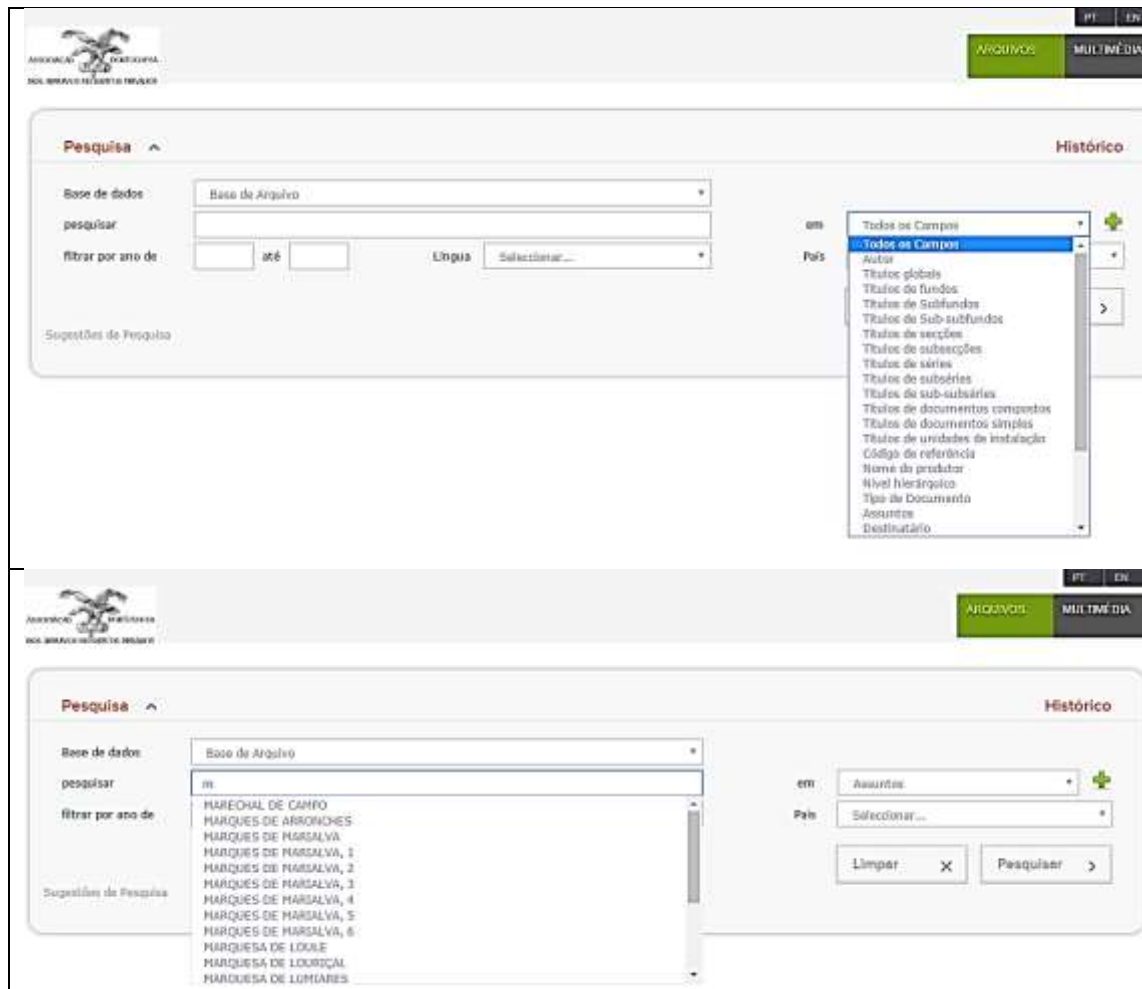 PT EN
ARQUIVOS MULTIMÉDIA
ASSOCIAÇÃO PORTUGUESA
Pesquisa
Histórico
Base de dados Base de Arquivo
pesquisar em Todos os Campos
filtrar por ano de até Língua Seleccionar... País
Todos os Campos
Autor
Títulos globais
Títulos de fundos
Títulos de Subfundos
Títulos de Sub-subfundos
Títulos de secções
Títulos de subsecções
Títulos de séries
Títulos de subséries
Títulos de sub-subséries
Títulos de documentos compostos
Títulos de documentos simples
Títulos de unidades de instalação
Código de referência
Nome do produtor
Nível hierárquico
Tipo de Documento
Assuntos
Destinatário
Sugestões de Pesquisa
PT EN
ARQUIVOS MULTIMÉDIA
ASSOCIAÇÃO PORTUGUESA
Pesquisa
Histórico
Base de dados Base de Arquivo
pesquisar m em Assuntos
filtrar por ano de País Seleccionar...
MARECHAL DE CAMPO
MARQUES DE ARRONCHES
MARQUES DE MARIALVA
MARQUES DE MARIALVA, 1
MARQUES DE MARIALVA, 2
MARQUES DE MARIALVA, 3
MARQUES DE MARIALVA, 4
MARQUES DE MARIALVA, 5
MARQUES DE MARIALVA, 6
MARQUESA DE LOULE
MARQUESA DE LOURIÇAL
MARQUESA DE LUMIARES
Limpar Pesquisar
Sugestões de Pesquisa